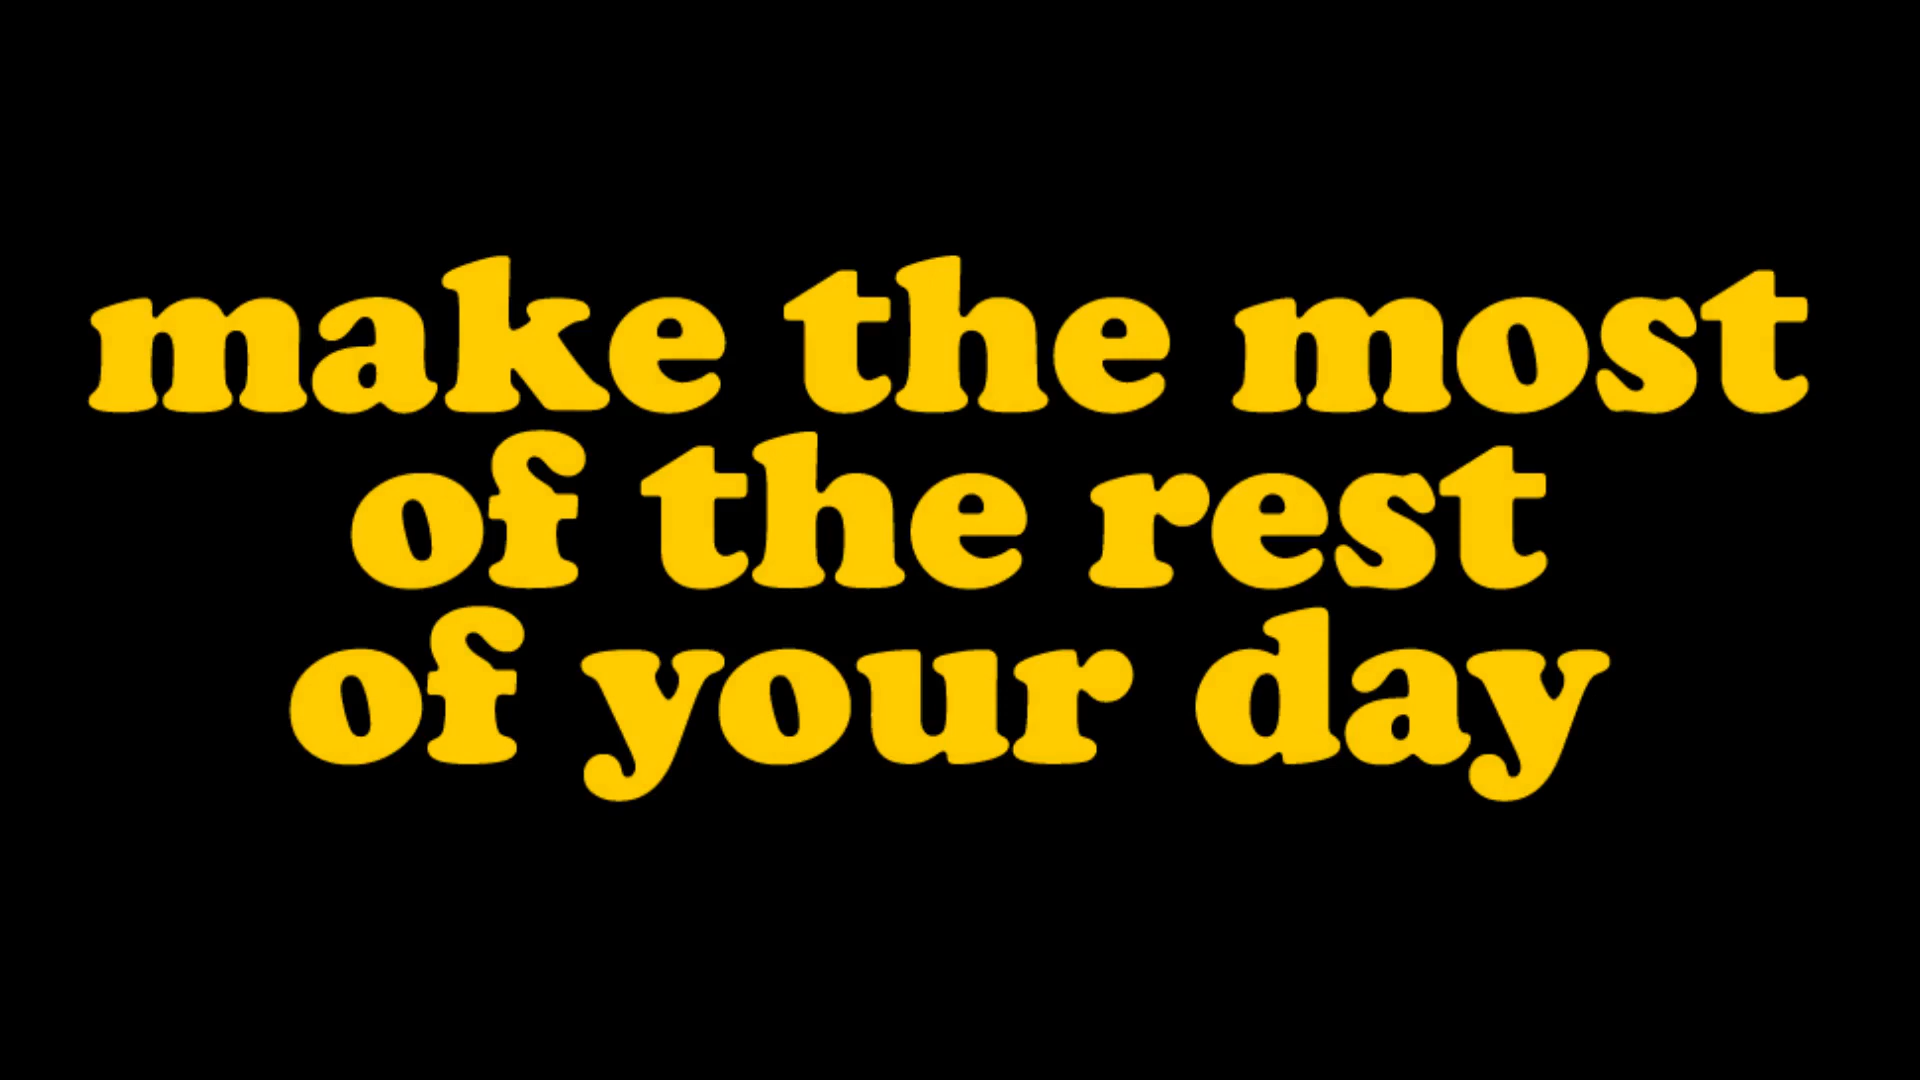 make the most
of the rest
of your day